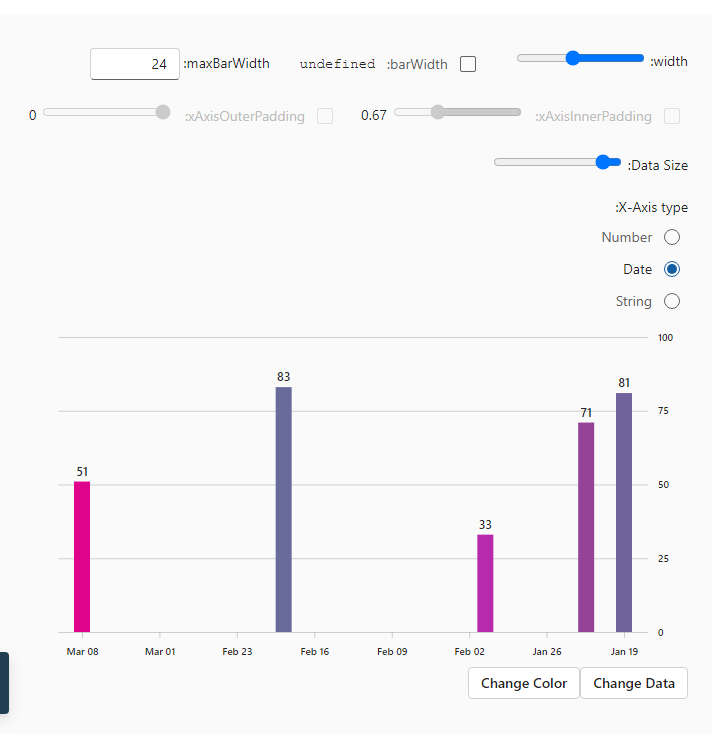 width:
barWidth: undefined
maxBarWidth: 24
xAxisInnerPadding: 0.67
xAxisOuterPadding: 0
Data Size:
X-Axis type:
Number
Date
String
100
75
50
25
0
51
83
33
71
81
Mar 08 Mar 01 Feb 23 Feb 16 Feb 09 Feb 02 Jan 26 Jan 19
Change Color Change Data